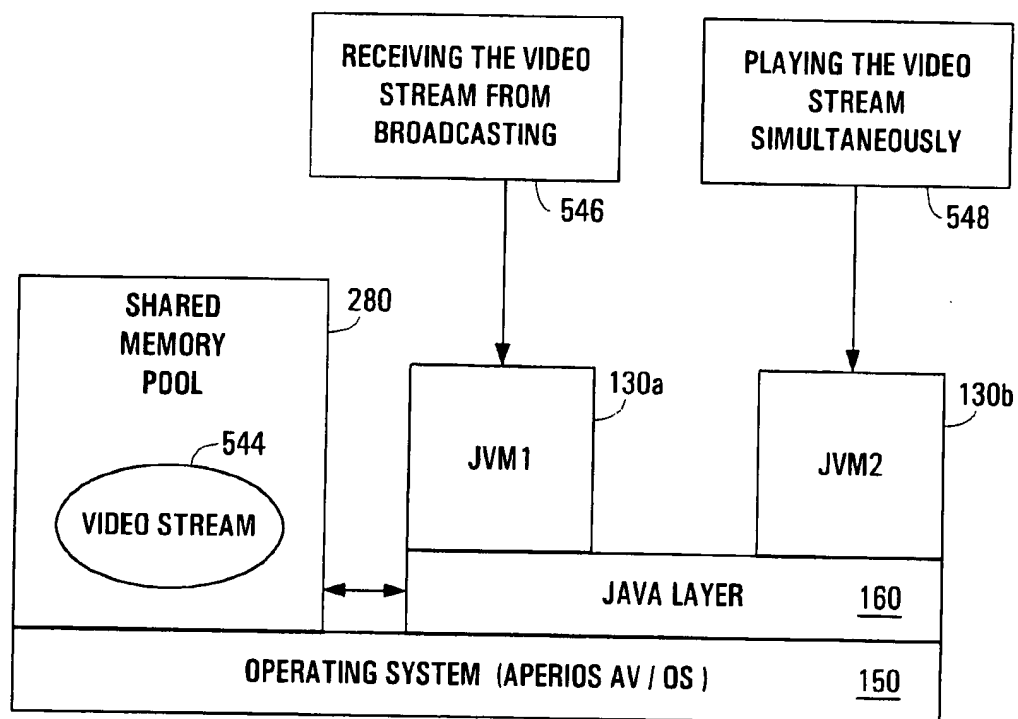 RECEIVING THE VIDEO
STREAM FROM
BROADCASTING
546
PLAYING THE VIDEO
STREAM
SIMULTANEOUSLY
548
SHARED
MEMORY
POOL
280
544
VIDEO STREAM
130a
JVM1
130b
JVM2
JAVA LAYER 160
OPERATING SYSTEM (APERIOS AV / OS) 150